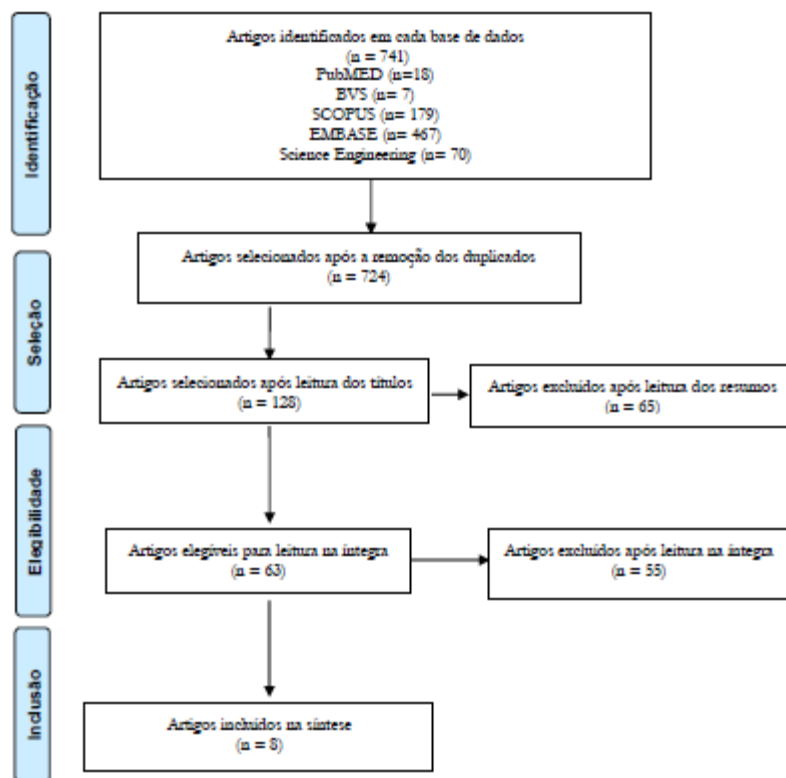 Identificação
Artigos identificados em cada base de dados
(n = 741)
PubMED (n=18)
BVS (n= 7)
SCOPUS (n= 179)
EMBASE (n= 467)
Science Engineering (n= 70)
Seleção
Artigos selecionados após a remoção dos duplicados
(n = 724)
Artigos selecionados após leitura dos títulos
(n = 128)
Artigos excluídos após leitura dos resumos
(n = 65)
Elegibilidade
Artigos elegíveis para leitura na íntegra
(n = 63)
Artigos excluídos após leitura na íntegra
(n = 55)
Inclusão
Artigos incluídos na síntese
(n = 8)